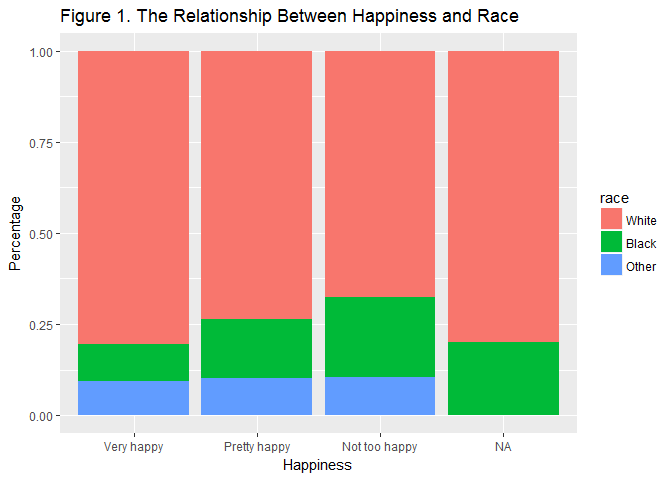 Figure 1. The Relationship Between Happiness and Race
1.00
0.75
0.50
0.25
0.00
Percentage
Very happy
Pretty happy
Not too happy
NA
Happiness
race
White
Black
Other